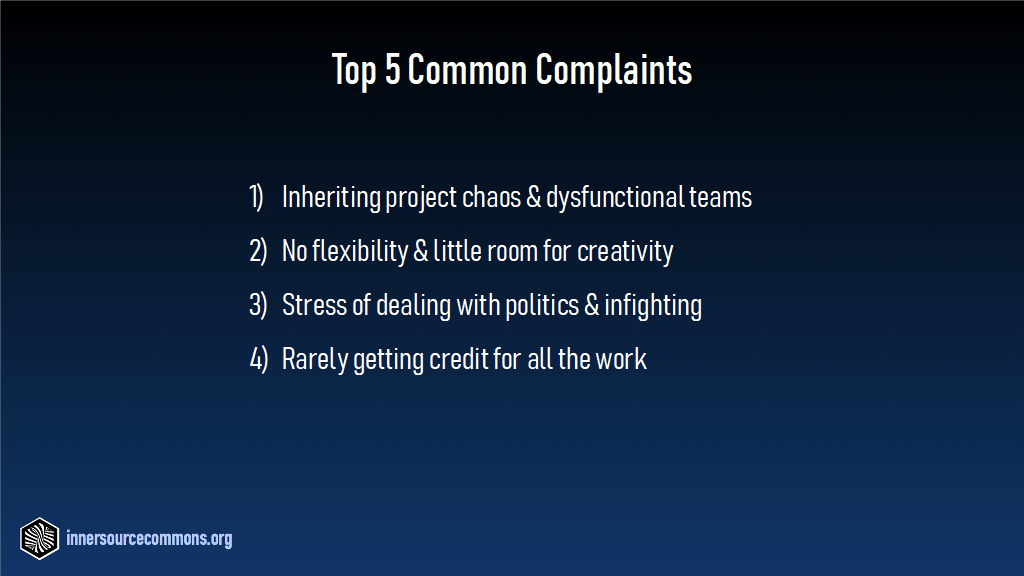 Top 5 Common Complaints
1) Inheriting project chaos & dysfunctional teams
2) No flexibility & little room for creativity
3) Stress of dealing with politics & infighting
4) Rarely getting credit for all the work
innersourcecommons.org